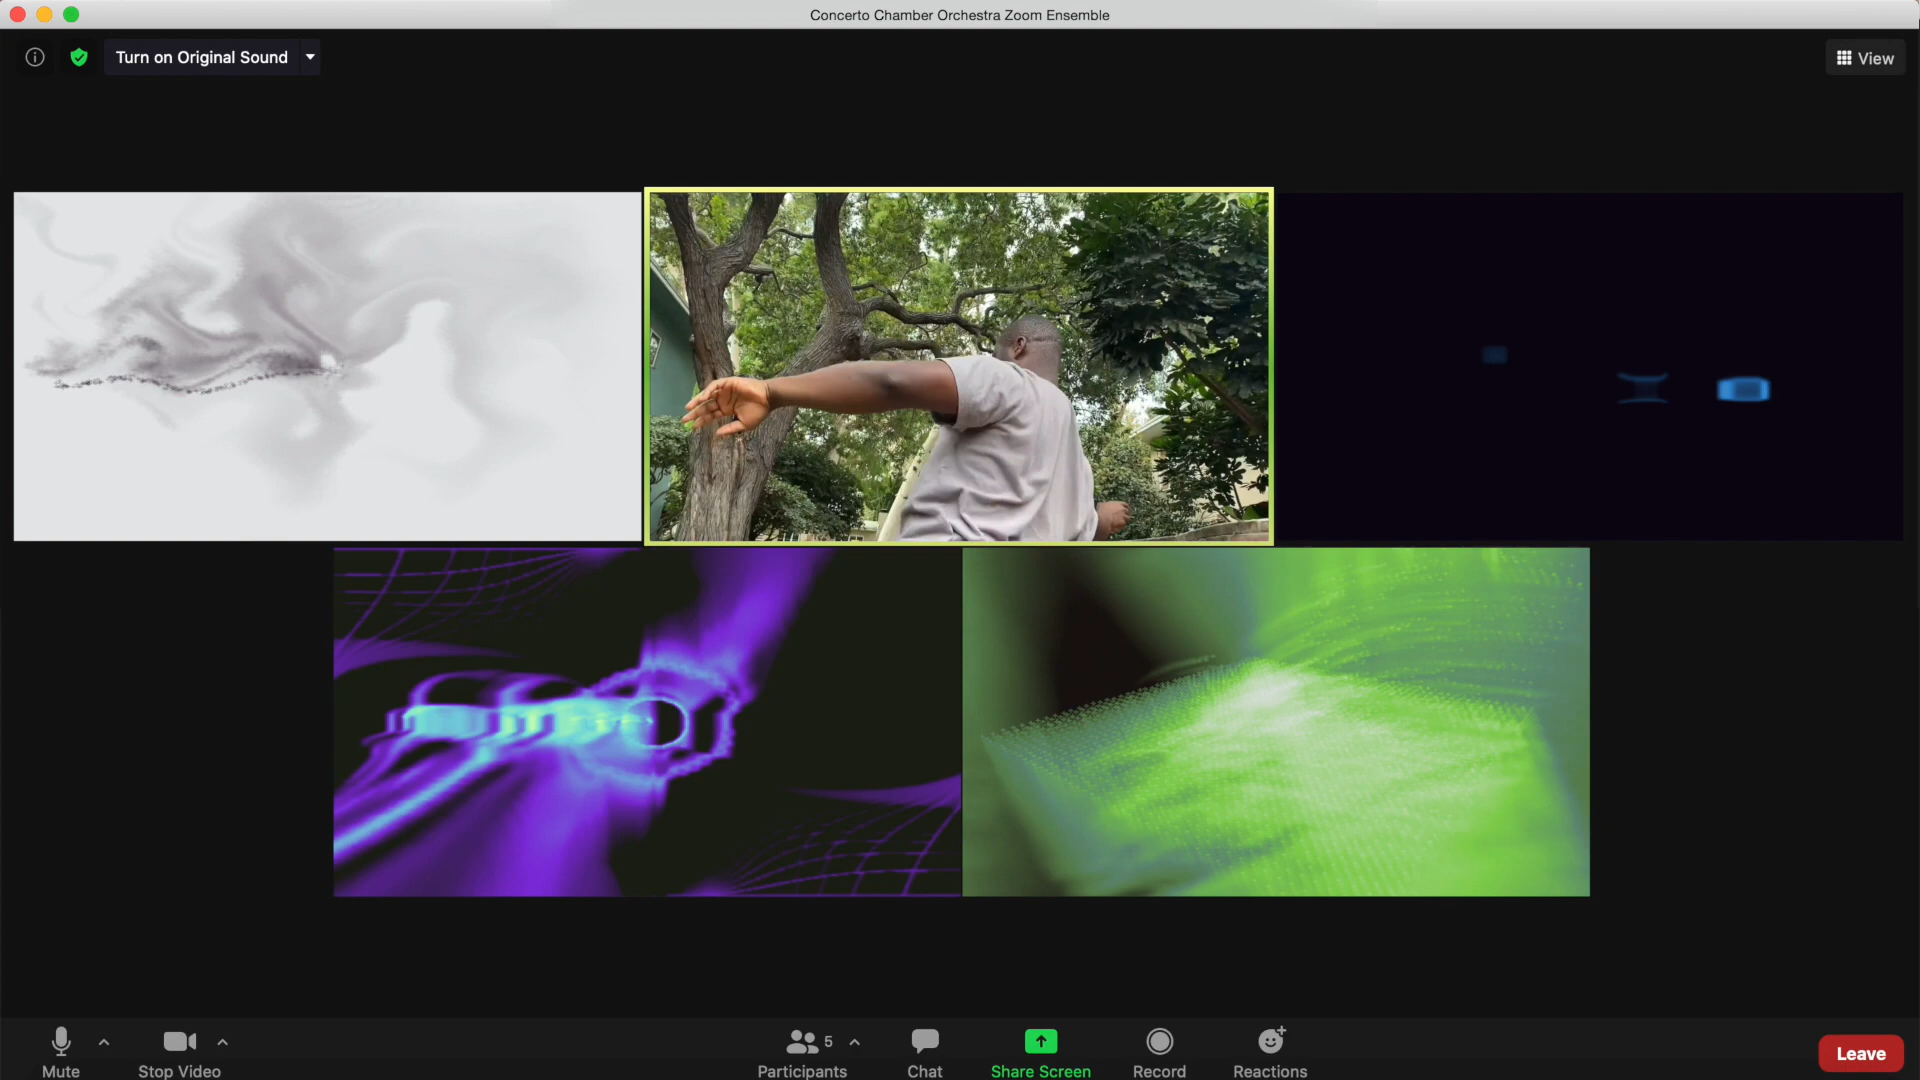 Concerto Chamber Orchestra Zoom Ensemble
Turn on Original Sound
View
Mute
Stop Video
5
Participants
Chat
Share Screen
Record
Reactions
Leave